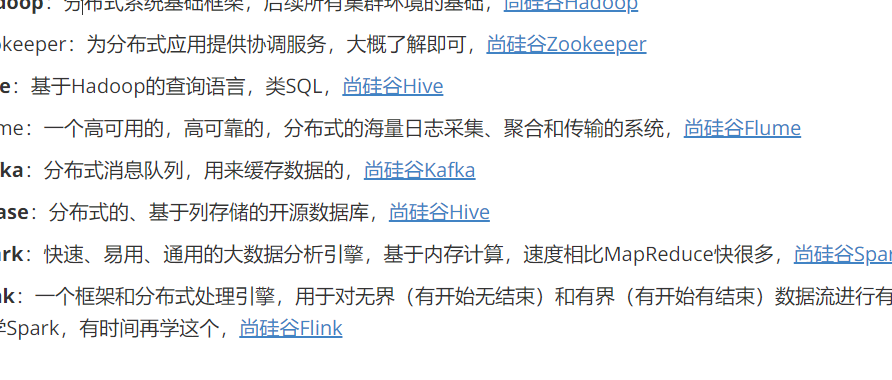 doop：分布式系统基础框架，后续所有集群环境的基础，尚硅谷Hadoop
okeeper：为分布式应用提供协调服务，大概了解即可，尚硅谷Zookeeper
e：基于Hadoop的查询语言，类SQL，尚硅谷Hive
me：一个高可用的，高可靠的，分布式的海量日志采集、聚合和传输的系统，尚硅谷Flume
ka：分布式消息队列，用来缓存数据的，尚硅谷Kafka
ase：分布式的、基于列存储的开源数据库，尚硅谷Hive
rk：快速、易用、通用的大数据分析引擎，基于内存计算，速度相比MapReduce快很多，尚硅谷Spar
k：一个框架和分布式处理引擎，用于对无界（有开始无结束）和有界（有开始有结束）数据流进行有
学Spark，有时间再学这个，尚硅谷Flink